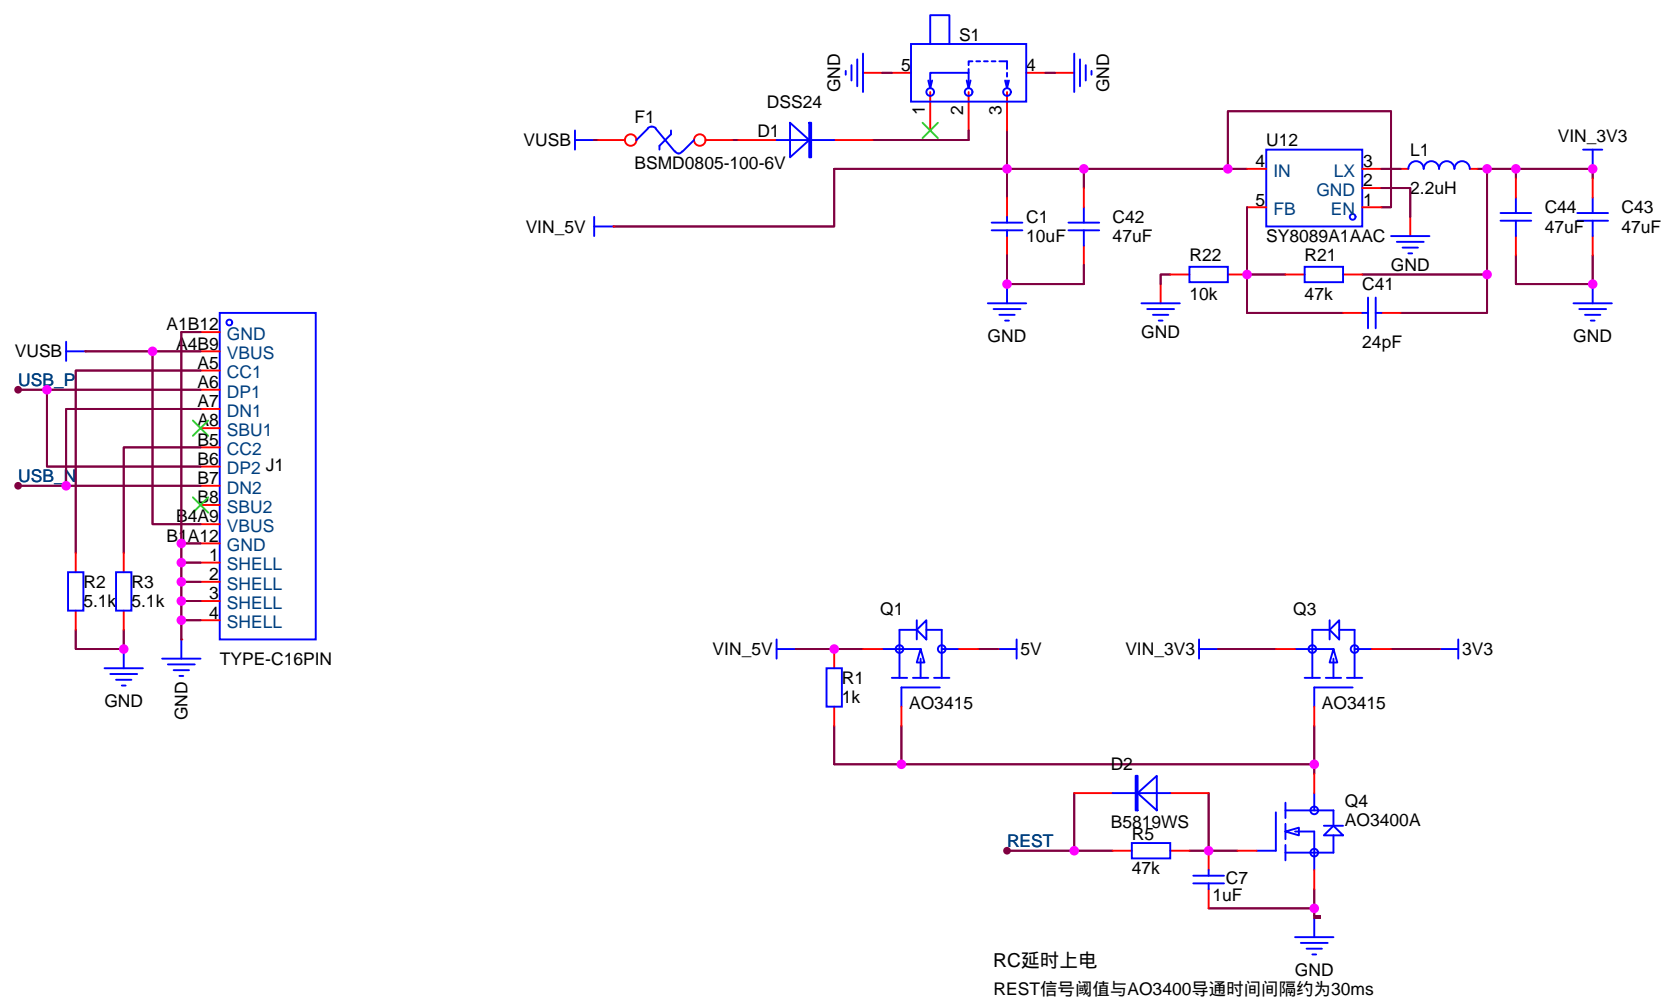 S1
GND
5
4
GND
1
2
3
DSS24
F1
D1
VUSB
BSMD0805-100-6V
VIN_5V
C1
10uF
C42
47uF
GND
U12
4
IN
LX
3
GND
2
5
FB
EN
1
SY8089A1AAC
L1
2.2uH
VIN_3V3
C44
47uF
C43
47uF
GND
R22
10k
R21
47k
C41
24pF
GND
GND
A1B12
GND
VUSB
A4B9
VBUS
A5
CC1
USB_P
A6
DP1
A7
DN1
A8
SBU1
B5
CC2
B6
DP2
J1
USB_N
B7
DN2
B8
SBU2
B4A9
VBUS
B1A12
GND
1
SHELL
2
SHELL
3
SHELL
4
SHELL
R2
5.1k
R3
5.1k
TYPE-C16PIN
GND
GND
Q1
VIN_5V
5V
R1
1k
AO3415
Q3
VIN_3V3
3V3
AO3415
D2
B5819WS
R5
47k
REST
Q4
AO3400A
C7
1uF
GND
RC延时上电
REST信号阈值与AO3400导通时间间隔约为30ms